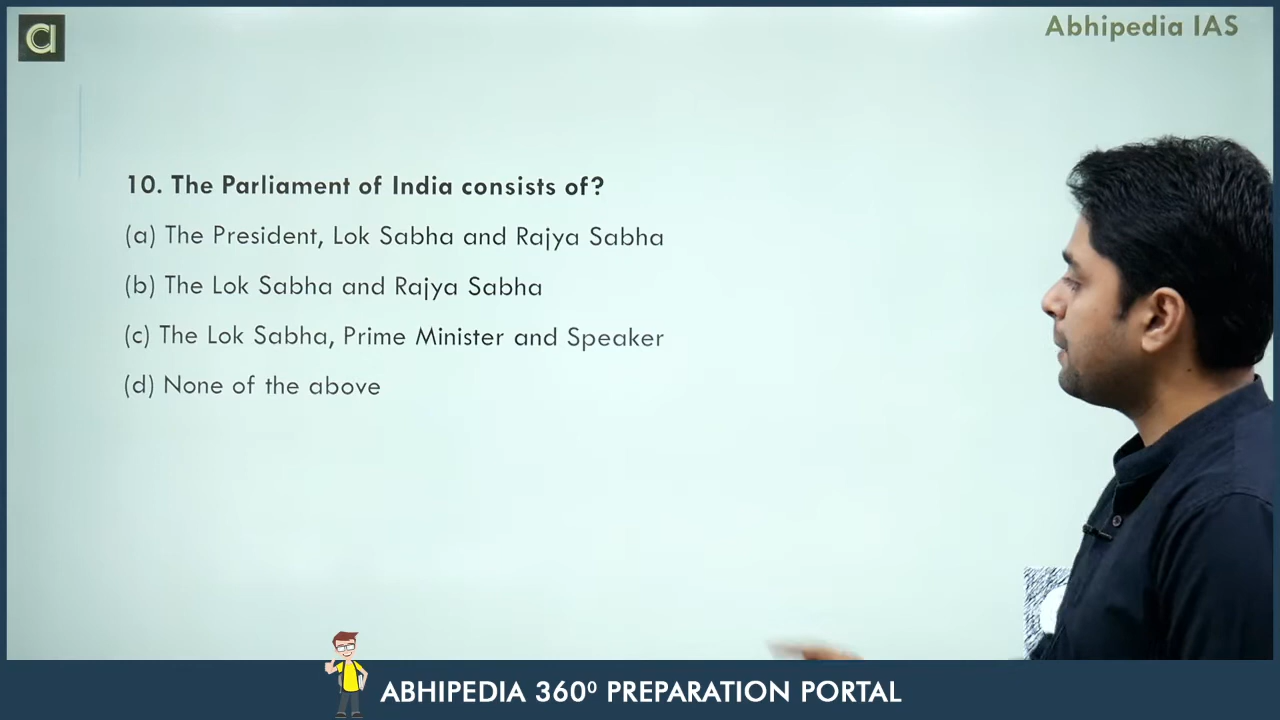 Abhipedia IAS
10. The Parliament of India consists of?
(a) The President, Lok Sabha and Rajya Sabha
(b) The Lok Sabha and Rajya Sabha
(c) The Lok Sabha, Prime Minister and Speaker
(d) None of the above
ABHIPEDIA 360⁰ PREPARATION PORTAL